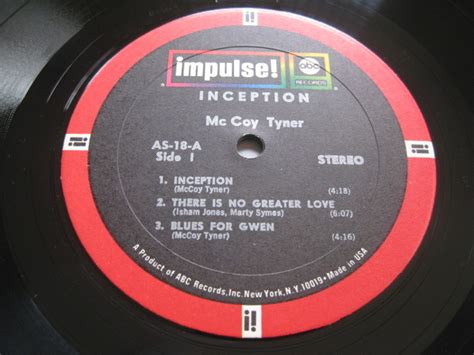 impulse! abc
RECORDS
INCEPTION
Mc Coy Tyner
AS-18-A
Side 1 STEREO
1. INCEPTION
(McCoy Tyner) (4:18)
2. THERE IS NO GREATER LOVE
(Isham Jones, Marty Symes) (6:07)
3. BLUES FOR GWEN
(McCoy Tyner) (4:16)
A Product of ABC Records, Inc. New York, N.Y. 10019 • Made in USA